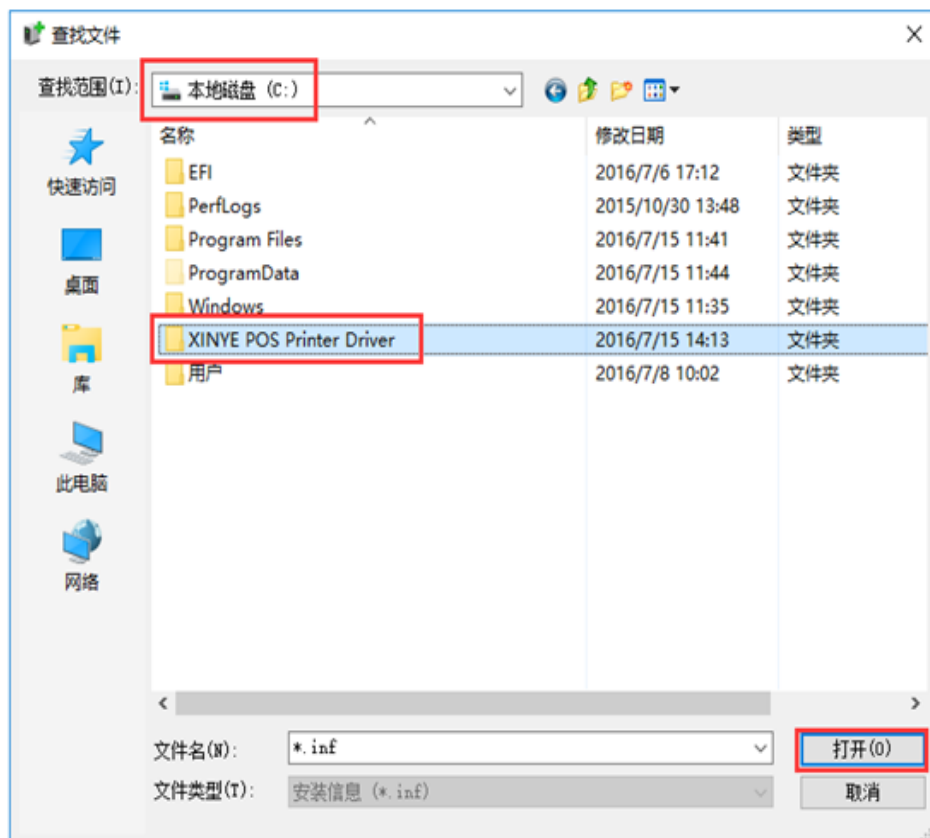 查找文件
查找范围(I): 本地磁盘 (C:)
名称 修改日期 类型
快速访问
桌面
库
此电脑
网络
EFI 2016/7/6 17:12 文件夹
PerfLogs 2015/10/30 13:48 文件夹
Program Files 2016/7/15 11:41 文件夹
ProgramData 2016/7/15 11:44 文件夹
Windows 2016/7/15 11:35 文件夹
XINYE POS Printer Driver 2016/7/15 14:13 文件夹
用户 2016/7/8 10:02 文件夹
文件名(N): *.inf 打开(O)
文件类型(T): 安装信息 (*.inf) 取消